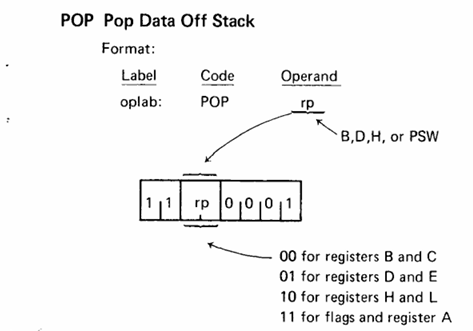 POP Pop Data Off Stack
Format:
Label Code Operand
oplab: POP rp
B,D,H, or PSW
1 1 rp 0 0 0 1
00 for registers B and C
01 for registers D and E
10 for registers H and L
11 for flags and register A